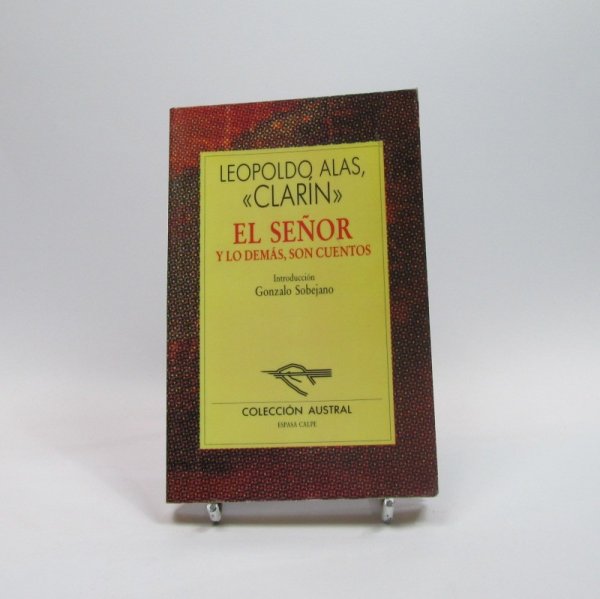 LEOPOLDO ALAS,
«CLARÍN»
EL SEÑOR
Y LO DEMÁS, SON CUENTOS
Introducción
Gonzalo Sobejano
COLECCIÓN AUSTRAL
ESPASA CALPE